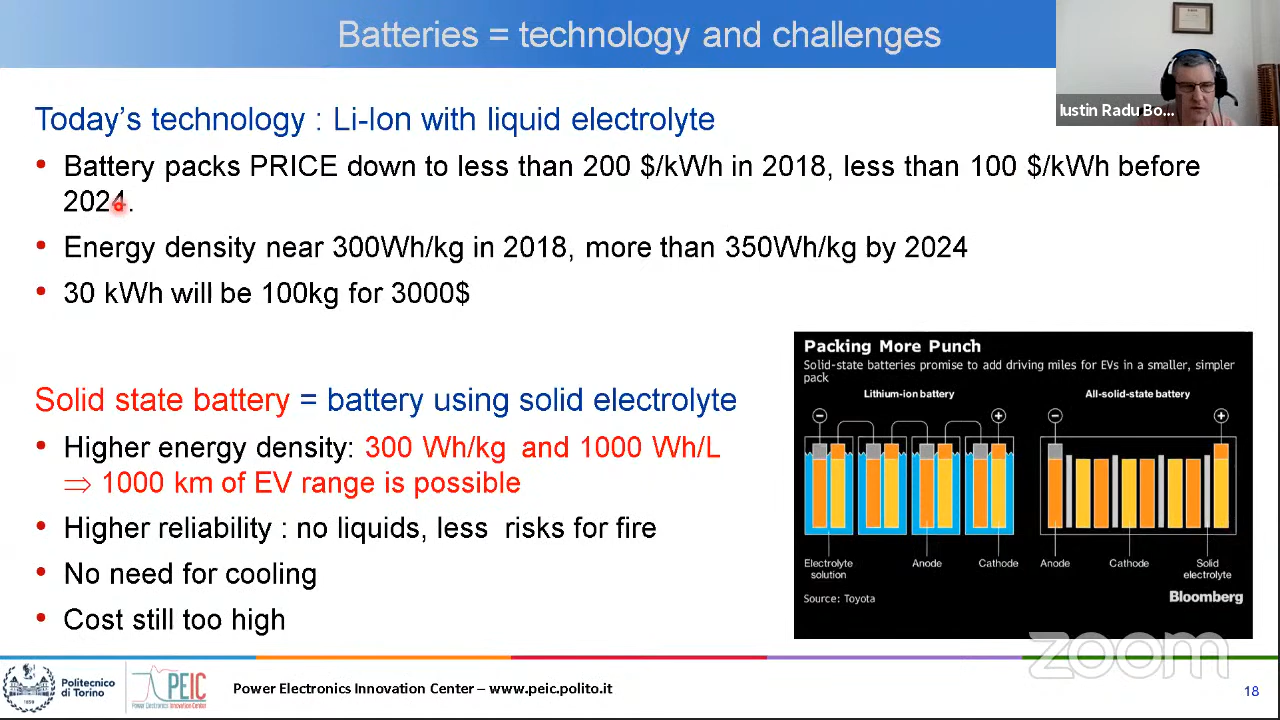 Batteries = technology and challenges
Iustin Radu Bo...
Today's technology : Li-Ion with liquid electrolyte
• Battery packs PRICE down to less than 200 $/kWh in 2018, less than 100 $/kWh before
2024.
• Energy density near 300Wh/kg in 2018, more than 350Wh/kg by 2024
• 30 kWh will be 100kg for 3000$
Solid state battery = battery using solid electrolyte
• Higher energy density: 300 Wh/kg and 1000 Wh/L
⇒ 1000 km of EV range is possible
• Higher reliability : no liquids, less risks for fire
• No need for cooling
• Cost still too high
Packing More Punch
Solid-state batteries promise to add driving miles for EVs in a smaller, simpler
pack
Lithium-ion battery
All-solid-state battery
− + − +
Electrolyte
solution
Anode
Cathode
Anode
Cathode
Solid
electrolyte
Source: Toyota
Bloomberg
zoom
Politecnico
di Torino
1859
PEIC
Power Electronics Innovation Center
Power Electronics Innovation Center – www.peic.polito.it
18